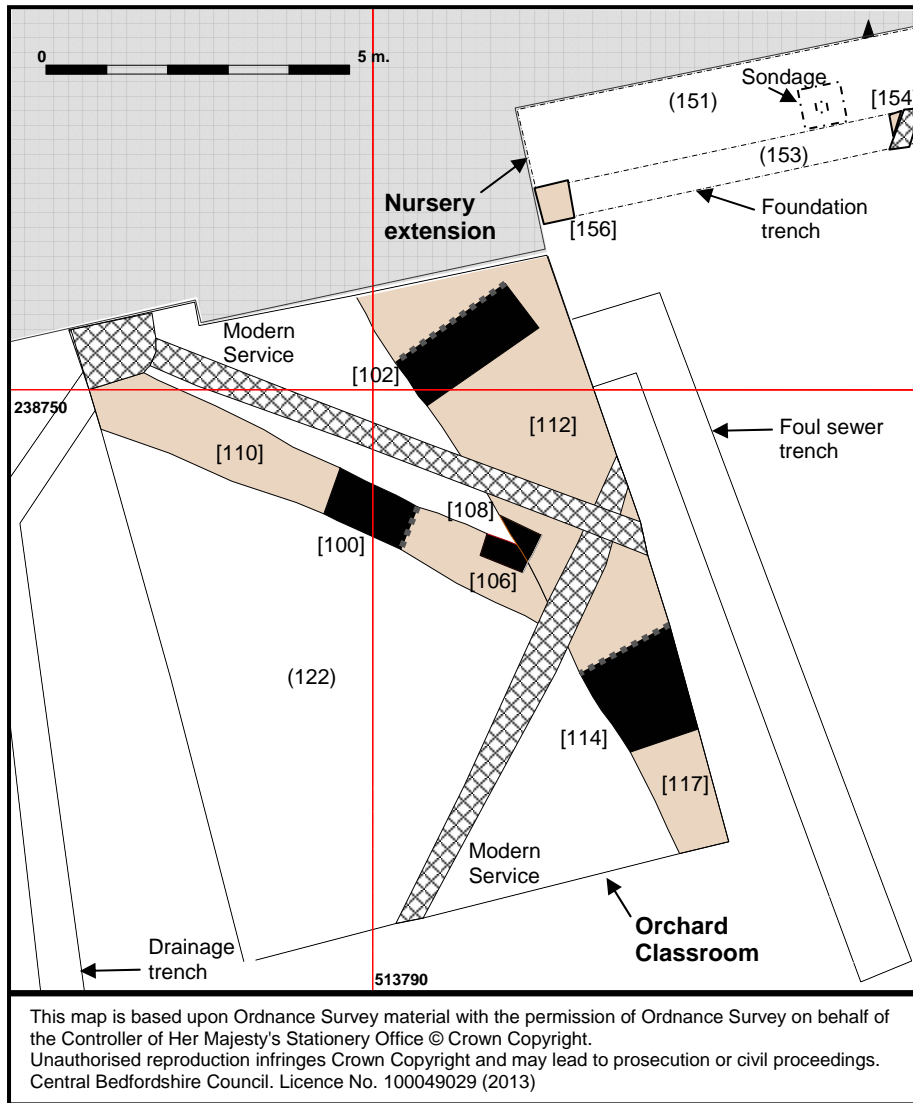 0 5 m.
Sondage
(151)
[154]
(153)
Nursery
extension
[156]
Foundation
trench
Modern
Service
[102]
238750
[112]
Foul sewer
trench
[110]
[108]
[100]
[106]
(122)
[114]
[117]
Modern
Service
Orchard
Classroom
Drainage
trench
513790
This map is based upon Ordnance Survey material with the permission of Ordnance Survey on behalf of
the Controller of Her Majesty's Stationery Office © Crown Copyright.
Unauthorised reproduction infringes Crown Copyright and may lead to prosecution or civil proceedings.
Central Bedfordshire Council. Licence No. 100049029 (2013)